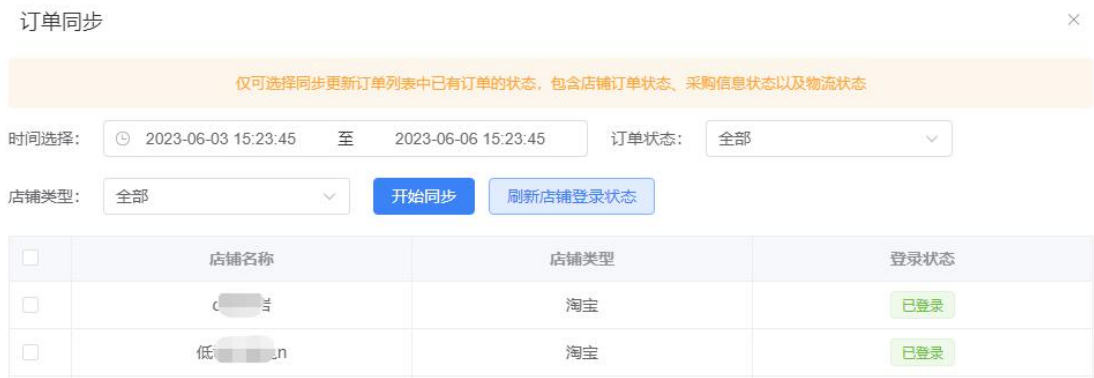 订单同步
仅可选择同步更新订单列表中已有订单的状态，包含店铺订单状态、采购信息状态以及物流状态
时间选择： 2023-06-03 15:23:45 至 2023-06-06 15:23:45 订单状态： 全部
店铺类型： 全部 开始同步 刷新店铺登录状态
店铺名称 店铺类型 登录状态
淘宝 已登录
低 淘宝 已登录